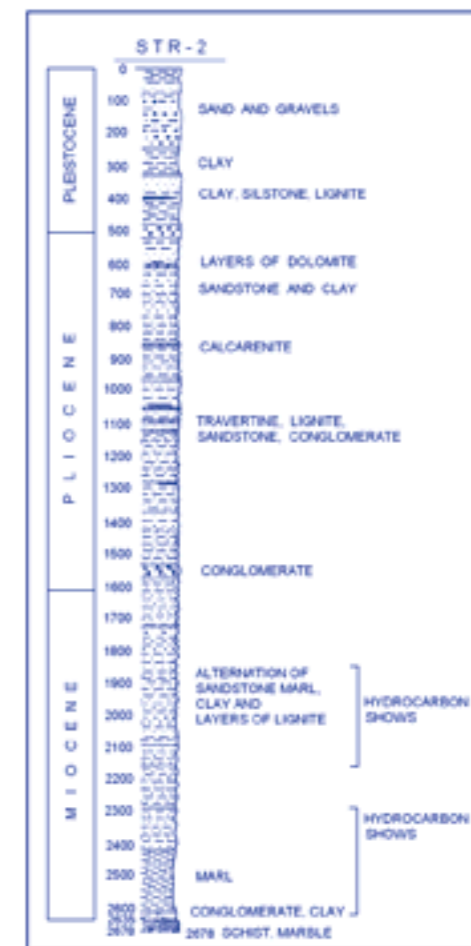 STR-2
0
100
200
300
400
500
600
700
800
900
1000
1100
1200
1300
1400
1500
1600
1700
1800
1900
2000
2100
2200
2300
2400
2500
2600
2678
PLEISTOCENE
PLIOCENE
MIOCENE
SAND AND GRAVELS
CLAY
CLAY, SILSTONE, LIGNITE
LAYERS OF DOLOMITE
SANDSTONE AND CLAY
CALCARENITE
TRAVERTINE, LIGNITE,
SANDSTONE, CONGLOMERATE
CONGLOMERATE
ALTERNATION OF
SANDSTONE MARL,
CLAY AND
LAYERS OF LIGNITE
HYDROCARBON
SHOWS
HYDROCARBON
SHOWS
MARL
CONGLOMERATE, CLAY
2678 SCHIST. MARBLE